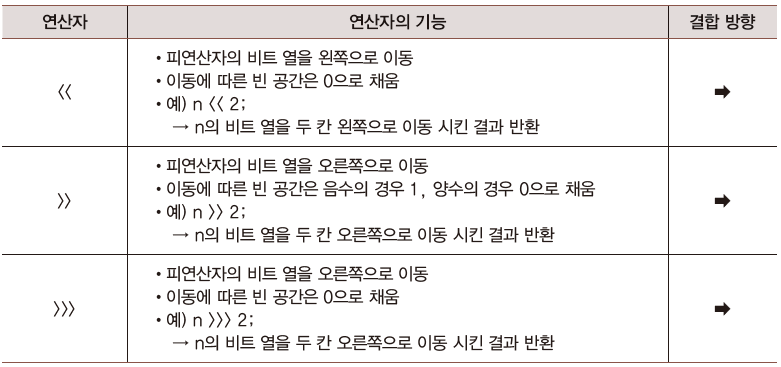 연산자 연산자의 기능 결합 방향
• 피연산자의 비트 열을 왼쪽으로 이동
• 이동에 따른 빈 공간은 0으로 채움
<< • 예) n << 2; ➡
→ n의 비트 열을 두 칸 왼쪽으로 이동 시킨 결과 반환
• 피연산자의 비트 열을 오른쪽으로 이동
• 이동에 따른 빈 공간은 음수의 경우 1, 양수의 경우 0으로 채움
>> • 예) n >> 2; ➡
→ n의 비트 열을 두 칸 오른쪽으로 이동 시킨 결과 반환
• 피연산자의 비트 열을 오른쪽으로 이동
• 이동에 따른 빈 공간은 0으로 채움
>>> • 예) n >>> 2; ➡
→ n의 비트 열을 두 칸 오른쪽으로 이동 시킨 결과 반환